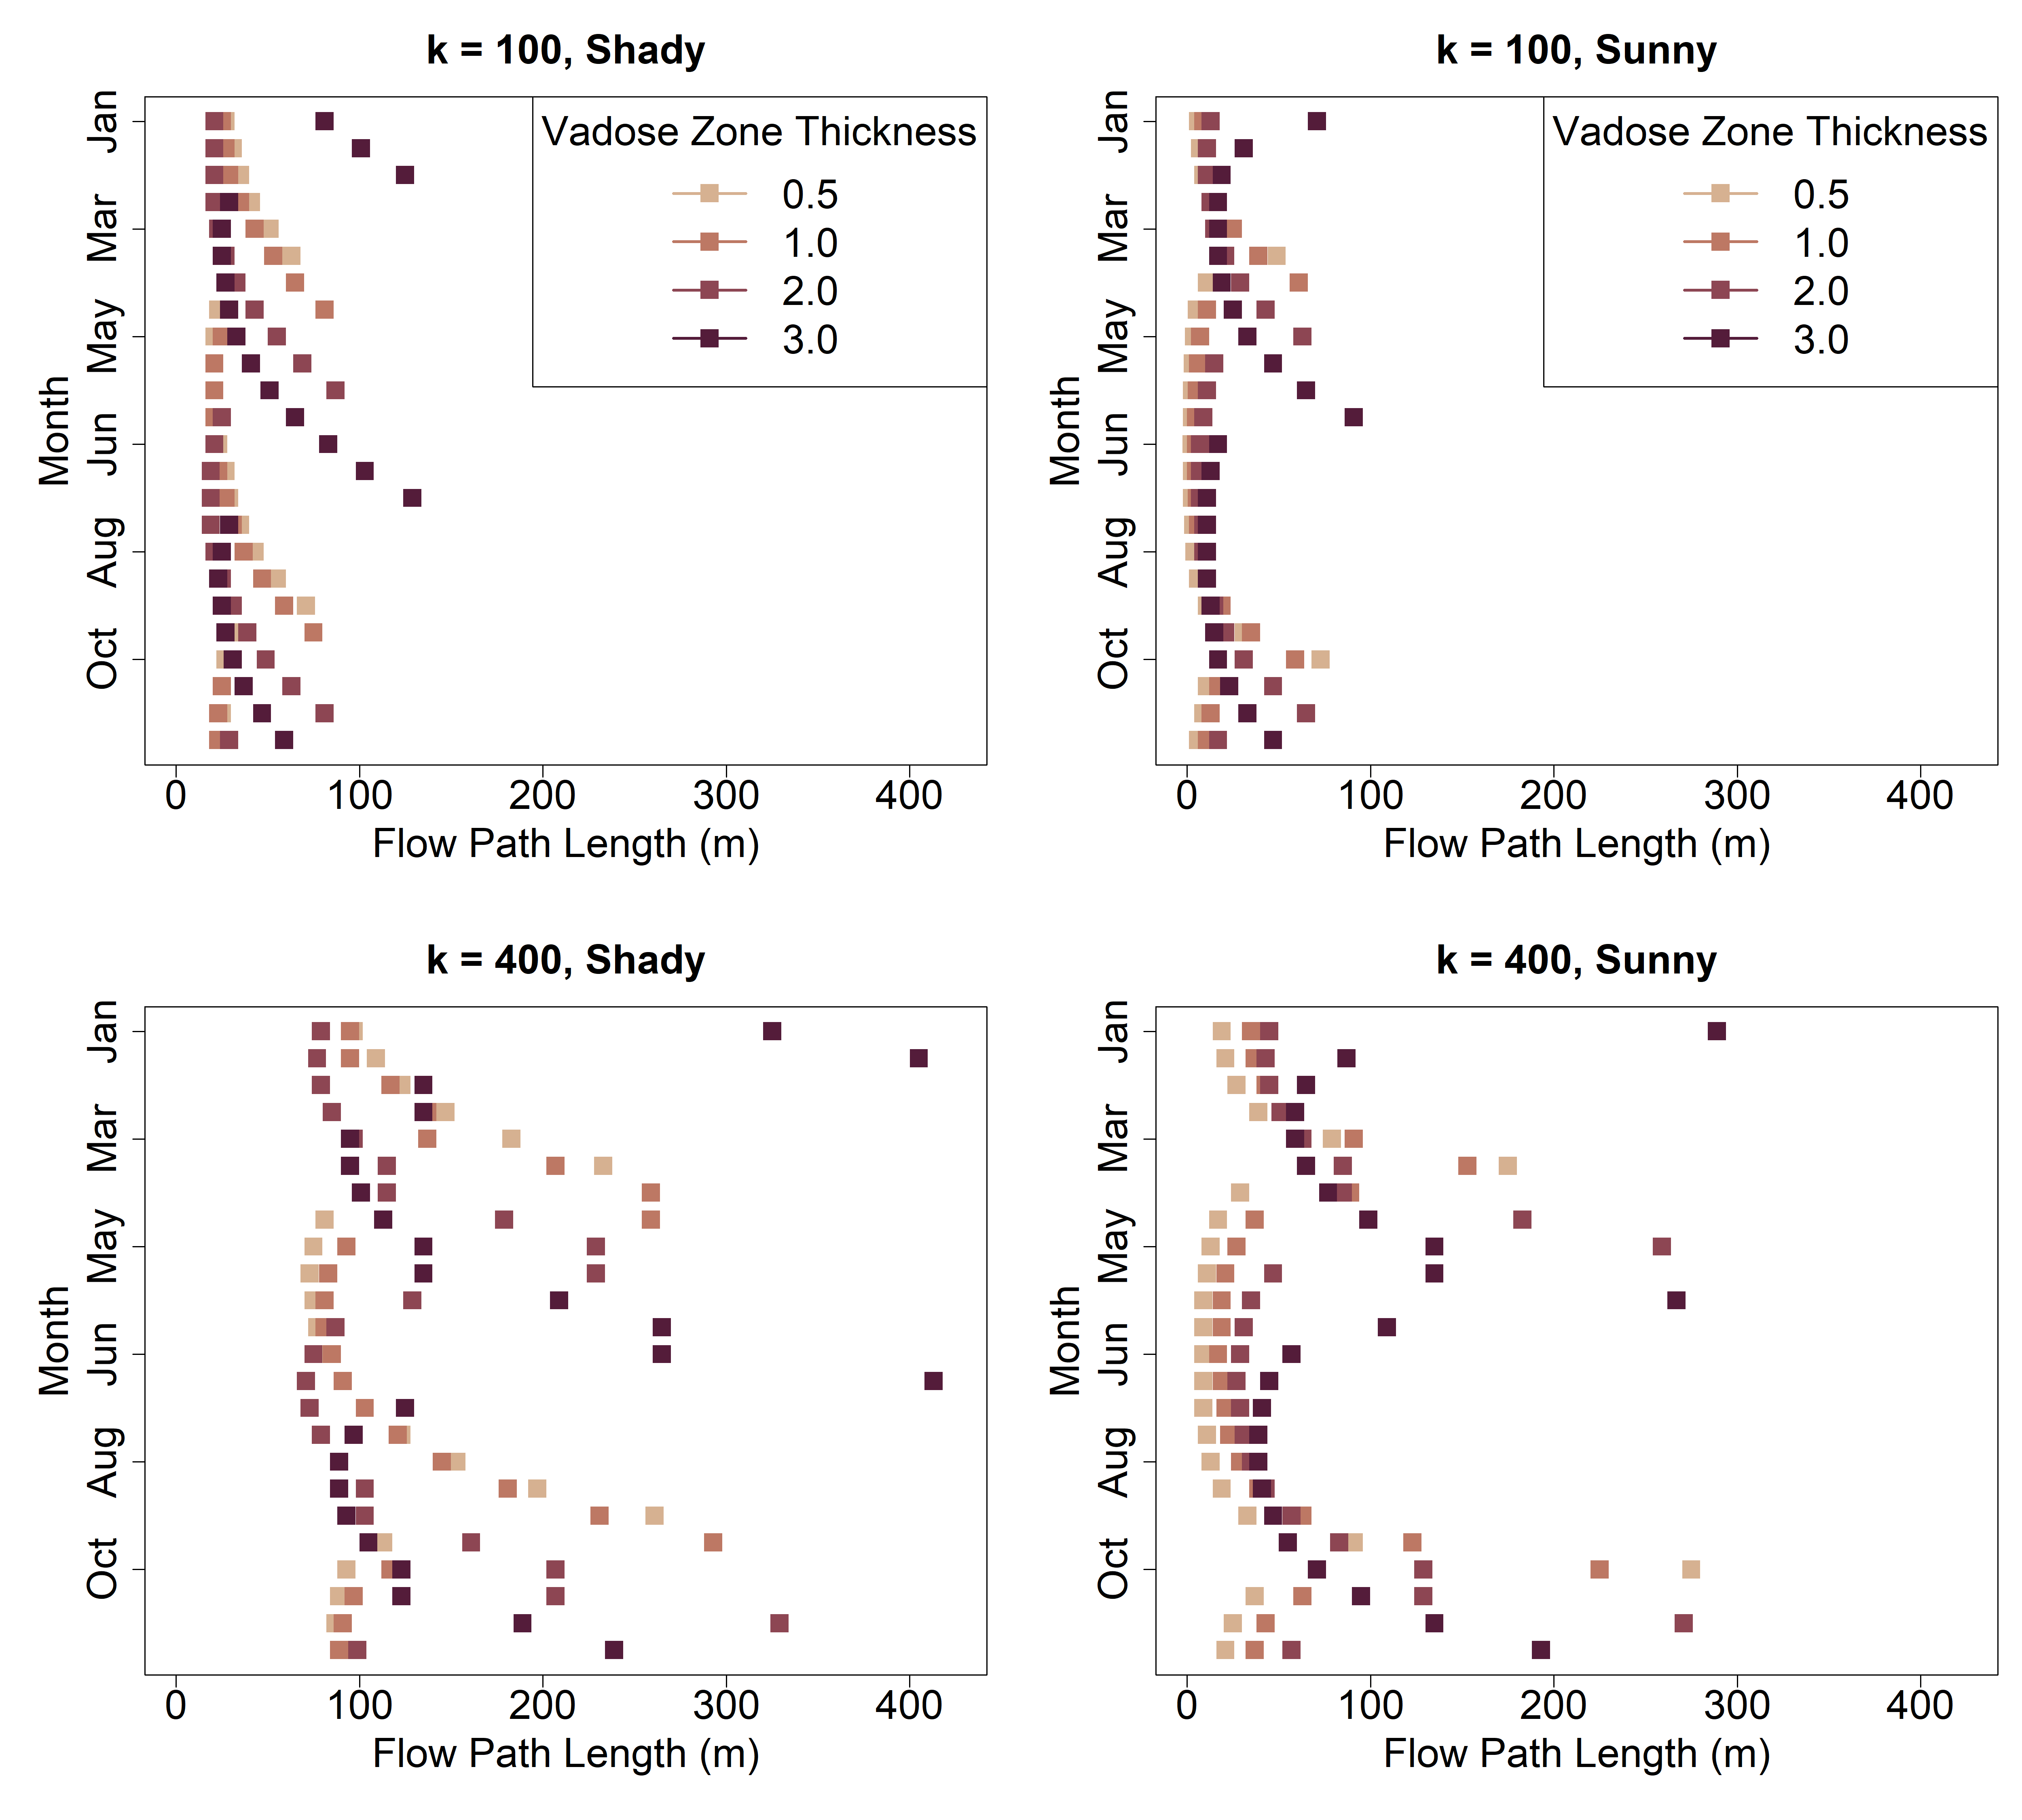 k = 100, Shady
Month
Jan
Mar
May
Jun
Aug
Oct
Vadose Zone Thickness
0.5
1.0
2.0
3.0
0 100 200 300 400
Flow Path Length (m)
k = 100, Sunny
Month
Jan
Mar
May
Jun
Aug
Oct
Vadose Zone Thickness
0.5
1.0
2.0
3.0
0 100 200 300 400
Flow Path Length (m)
k = 400, Shady
Month
Jan
Mar
May
Jun
Aug
Oct
0 100 200 300 400
Flow Path Length (m)
k = 400, Sunny
Month
Jan
Mar
May
Jun
Aug
Oct
0 100 200 300 400
Flow Path Length (m)